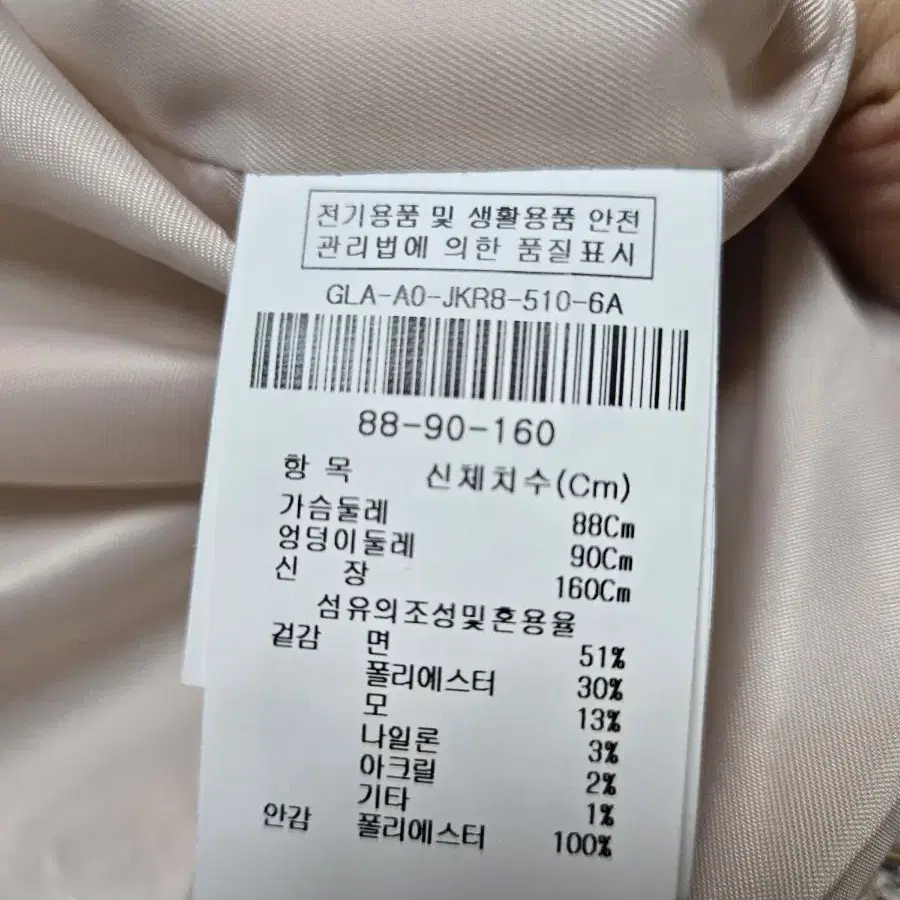 전기용품 및 생활용품 안전
관리법에 의한 품질표시
GLA-A0-JKR8-510-6A
88-90-160
항 목 신체치수(Cm)
가슴둘레 88Cm
엉덩이둘레 90Cm
신 장 160Cm
섬유의조성및혼용율
겉감 면 51%
폴리에스터 30%
모 13%
나일론 3%
아크릴 2%
기타 1%
안감 폴리에스터 100%